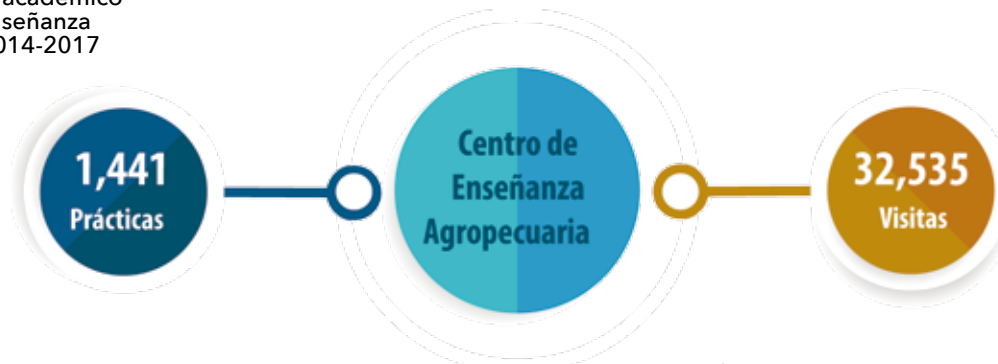 académico
señanza
014-2017
1,441
Prácticas
Centro de
Enseñanza
Agropecuaria
32,535
Visitas